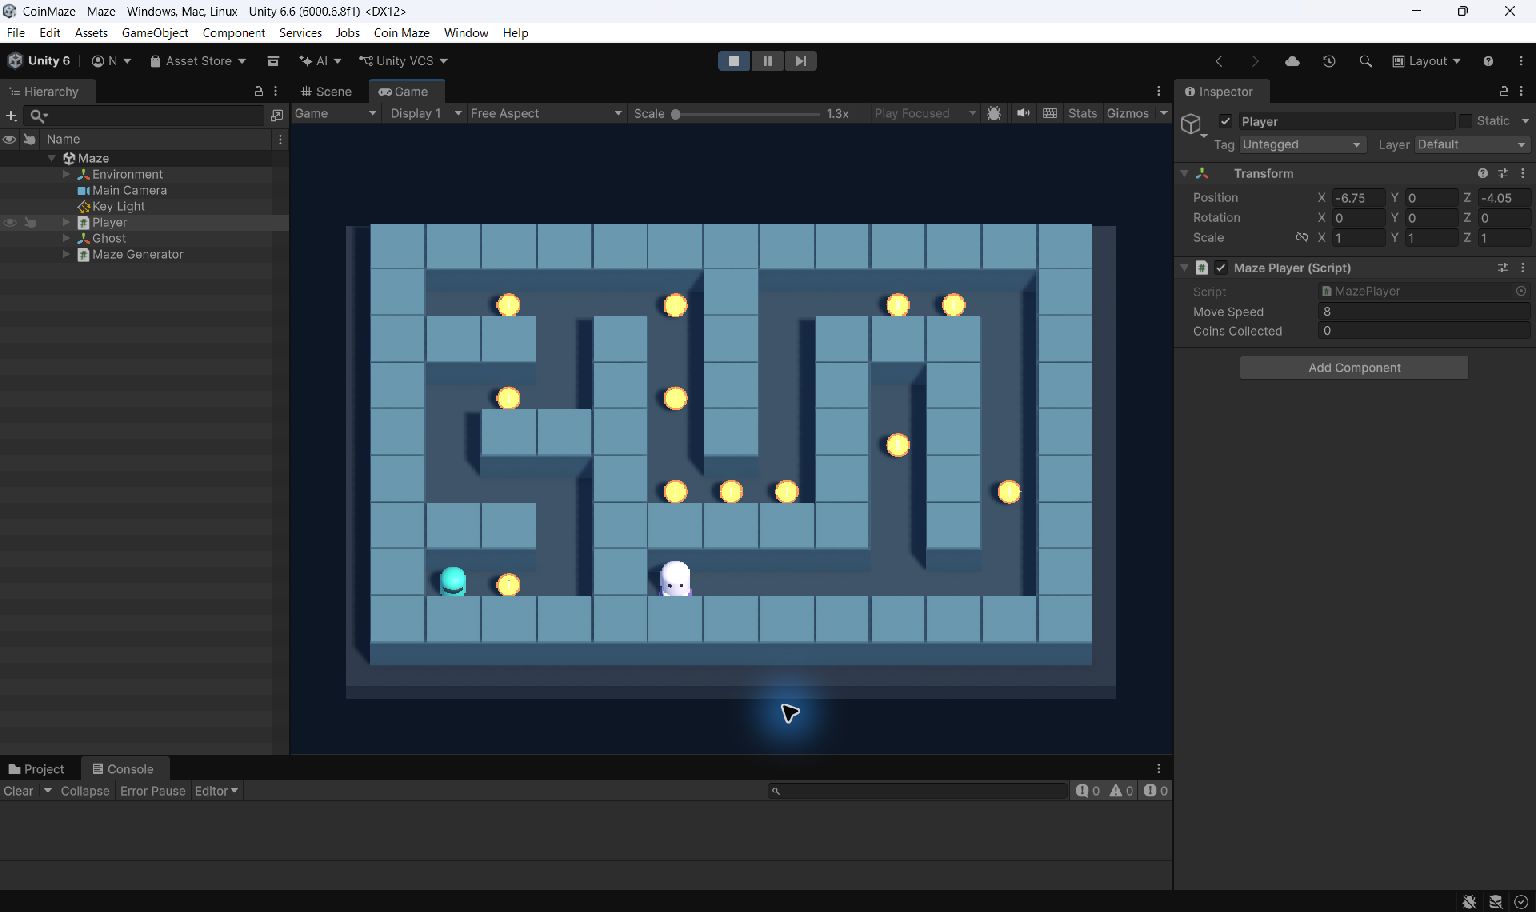 CoinMaze - Maze - Windows, Mac, Linux - Unity 6.6 (6000.6.8f1) <DX12>
File Edit Assets GameObject Component Services Jobs Coin Maze Window Help
Unity 6 N Asset Store AI Unity VCS Layout
Hierarchy
Name
Maze
Environment
Main Camera
Key Light
Player
Ghost
Maze Generator
Scene Game
Game Display 1 Free Aspect Scale 1.3x Play Focused Stats Gizmos
Inspector
Player Static
Tag Untagged Layer Default
Transform
Position X -6.75 Y 0 Z -4.05
Rotation X 0 Y 0 Z 0
Scale X 1 Y 1 Z 1
Maze Player (Script)
Script MazePlayer
Move Speed 8
Coins Collected 0
Add Component
Project Console
Clear Collapse Error Pause Editor 0 0 0